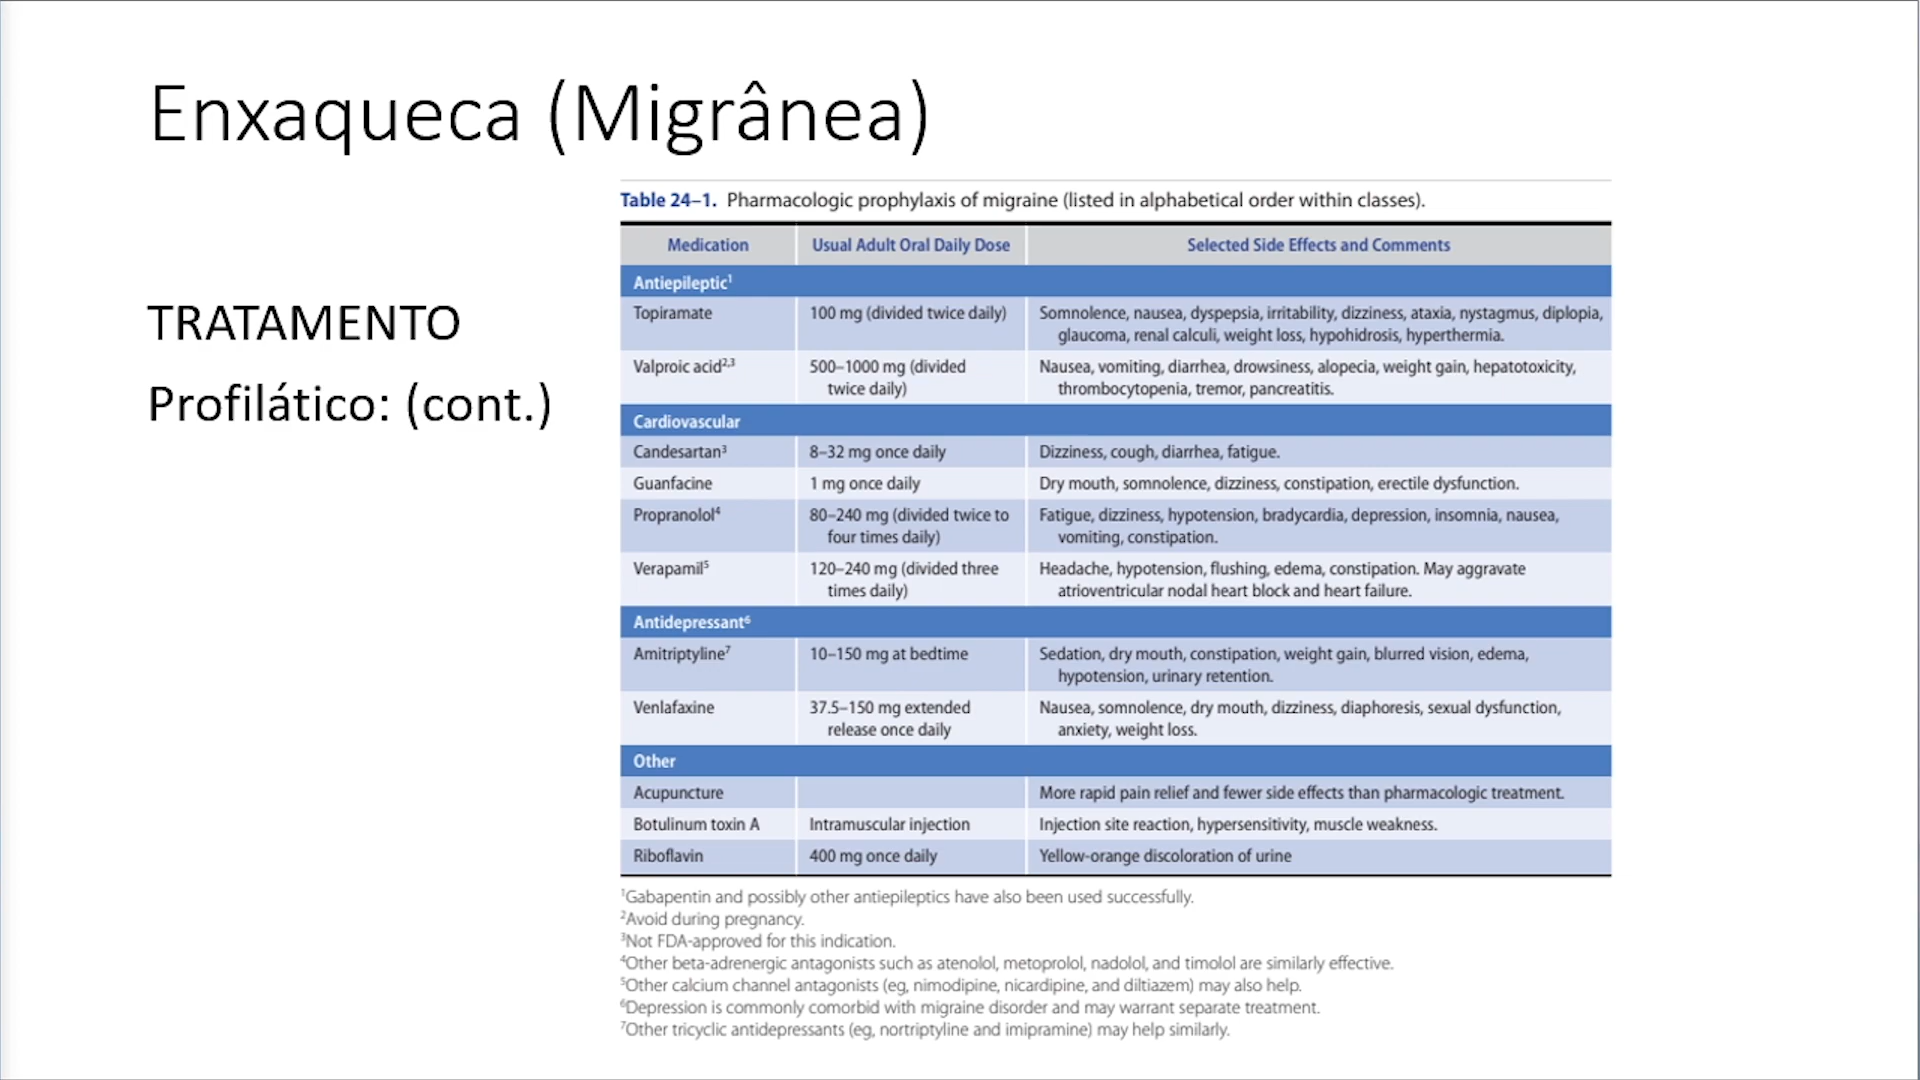 Enxaqueca (Migrânea)
TRATAMENTO
Profilático: (cont.)
Table 24–1. Pharmacologic prophylaxis of migraine (listed in alphabetical order within classes).
Medication Usual Adult Oral Daily Dose Selected Side Effects and Comments
Antiepileptic¹
Topiramate 100 mg (divided twice daily) Somnolence, nausea, dyspepsia, irritability, dizziness, ataxia, nystagmus, diplopia,
glaucoma, renal calculi, weight loss, hypohidrosis, hyperthermia.
Valproic acid²,³ 500–1000 mg (divided Nausea, vomiting, diarrhea, drowsiness, alopecia, weight gain, hepatotoxicity,
twice daily) thrombocytopenia, tremor, pancreatitis.
Cardiovascular
Candesartan³ 8–32 mg once daily Dizziness, cough, diarrhea, fatigue.
Guanfacine 1 mg once daily Dry mouth, somnolence, dizziness, constipation, erectile dysfunction.
Propranolol⁴ 80–240 mg (divided twice to Fatigue, dizziness, hypotension, bradycardia, depression, insomnia, nausea,
four times daily) vomiting, constipation.
Verapamil⁵ 120–240 mg (divided three Headache, hypotension, flushing, edema, constipation. May aggravate
times daily) atrioventricular nodal heart block and heart failure.
Antidepressant⁶
Amitriptyline⁷ 10–150 mg at bedtime Sedation, dry mouth, constipation, weight gain, blurred vision, edema,
hypotension, urinary retention.
Venlafaxine 37.5–150 mg extended Nausea, somnolence, dry mouth, dizziness, diaphoresis, sexual dysfunction,
release once daily anxiety, weight loss.
Other
Acupuncture More rapid pain relief and fewer side effects than pharmacologic treatment.
Botulinum toxin A Intramuscular injection Injection site reaction, hypersensitivity, muscle weakness.
Riboflavin 400 mg once daily Yellow-orange discoloration of urine
¹Gabapentin and possibly other antiepileptics have also been used successfully.
²Avoid during pregnancy.
³Not FDA-approved for this indication.
⁴Other beta-adrenergic antagonists such as atenolol, metoprolol, nadolol, and timolol are similarly effective.
⁵Other calcium channel antagonists (eg, nimodipine, nicardipine, and diltiazem) may also help.
⁶Depression is commonly comorbid with migraine disorder and may warrant separate treatment.
⁷Other tricyclic antidepressants (eg, nortriptyline and imipramine) may help similarly.